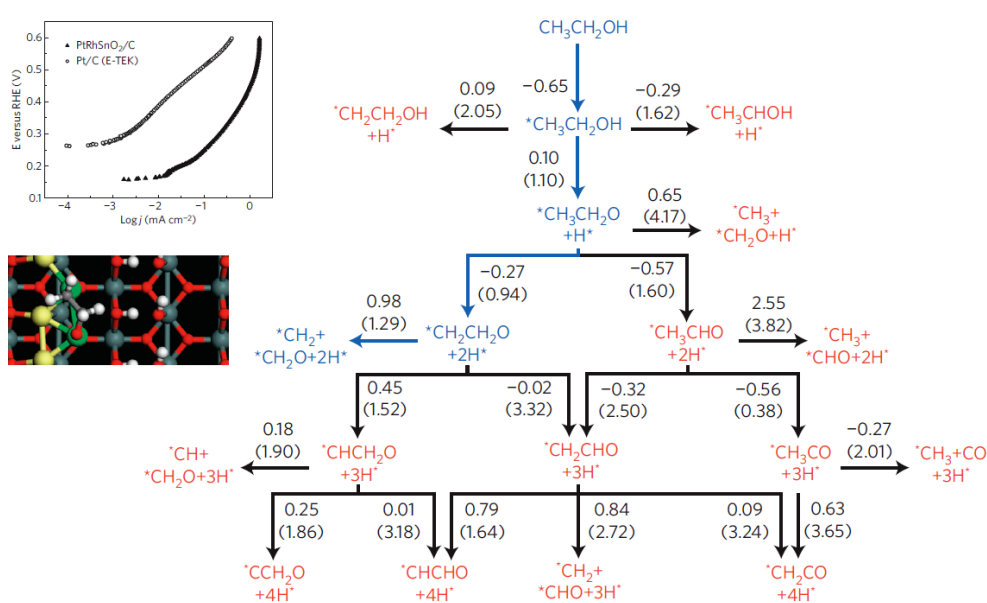 0.6
0.5
0.4
0.3
0.2
0.1
E versus RHE (V)
▲ PtRhSnO₂/C
○ Pt/C (E-TEK)
−4 −3 −2 −1 0
Log j (mA cm⁻²)
CH₃CH₂OH
−0.65
0.09
(2.05)
−0.29
(1.62)
*CH₂CH₂OH
+H*
*CH₃CH₂OH
*CH₃CHOH
+H*
0.10
(1.10)
*CH₃CH₂O
+H*
0.65
(4.17)
*CH₃+
*CH₂O+H*
−0.27
(0.94)
−0.57
(1.60)
0.98
(1.29)
*CH₂+
*CH₂O+2H*
*CH₂CH₂O
+2H*
*CH₃CHO
+2H*
2.55
(3.82)
*CH₃+
*CHO+2H*
0.45
(1.52)
−0.02
(3.32)
−0.32
(2.50)
−0.56
(0.38)
0.18
(1.90)
*CH+
*CH₂O+3H*
*CHCH₂O
+3H*
*CH₂CHO
+3H*
*CH₃CO
+3H*
−0.27
(2.01)
*CH₃+CO
+3H*
0.25
(1.86)
0.01
(3.18)
0.79
(1.64)
0.84
(2.72)
0.09
(3.24)
0.63
(3.65)
*CCH₂O
+4H*
*CHCHO
+4H*
*CH₂+
*CHO+3H*
*CH₂CO
+4H*